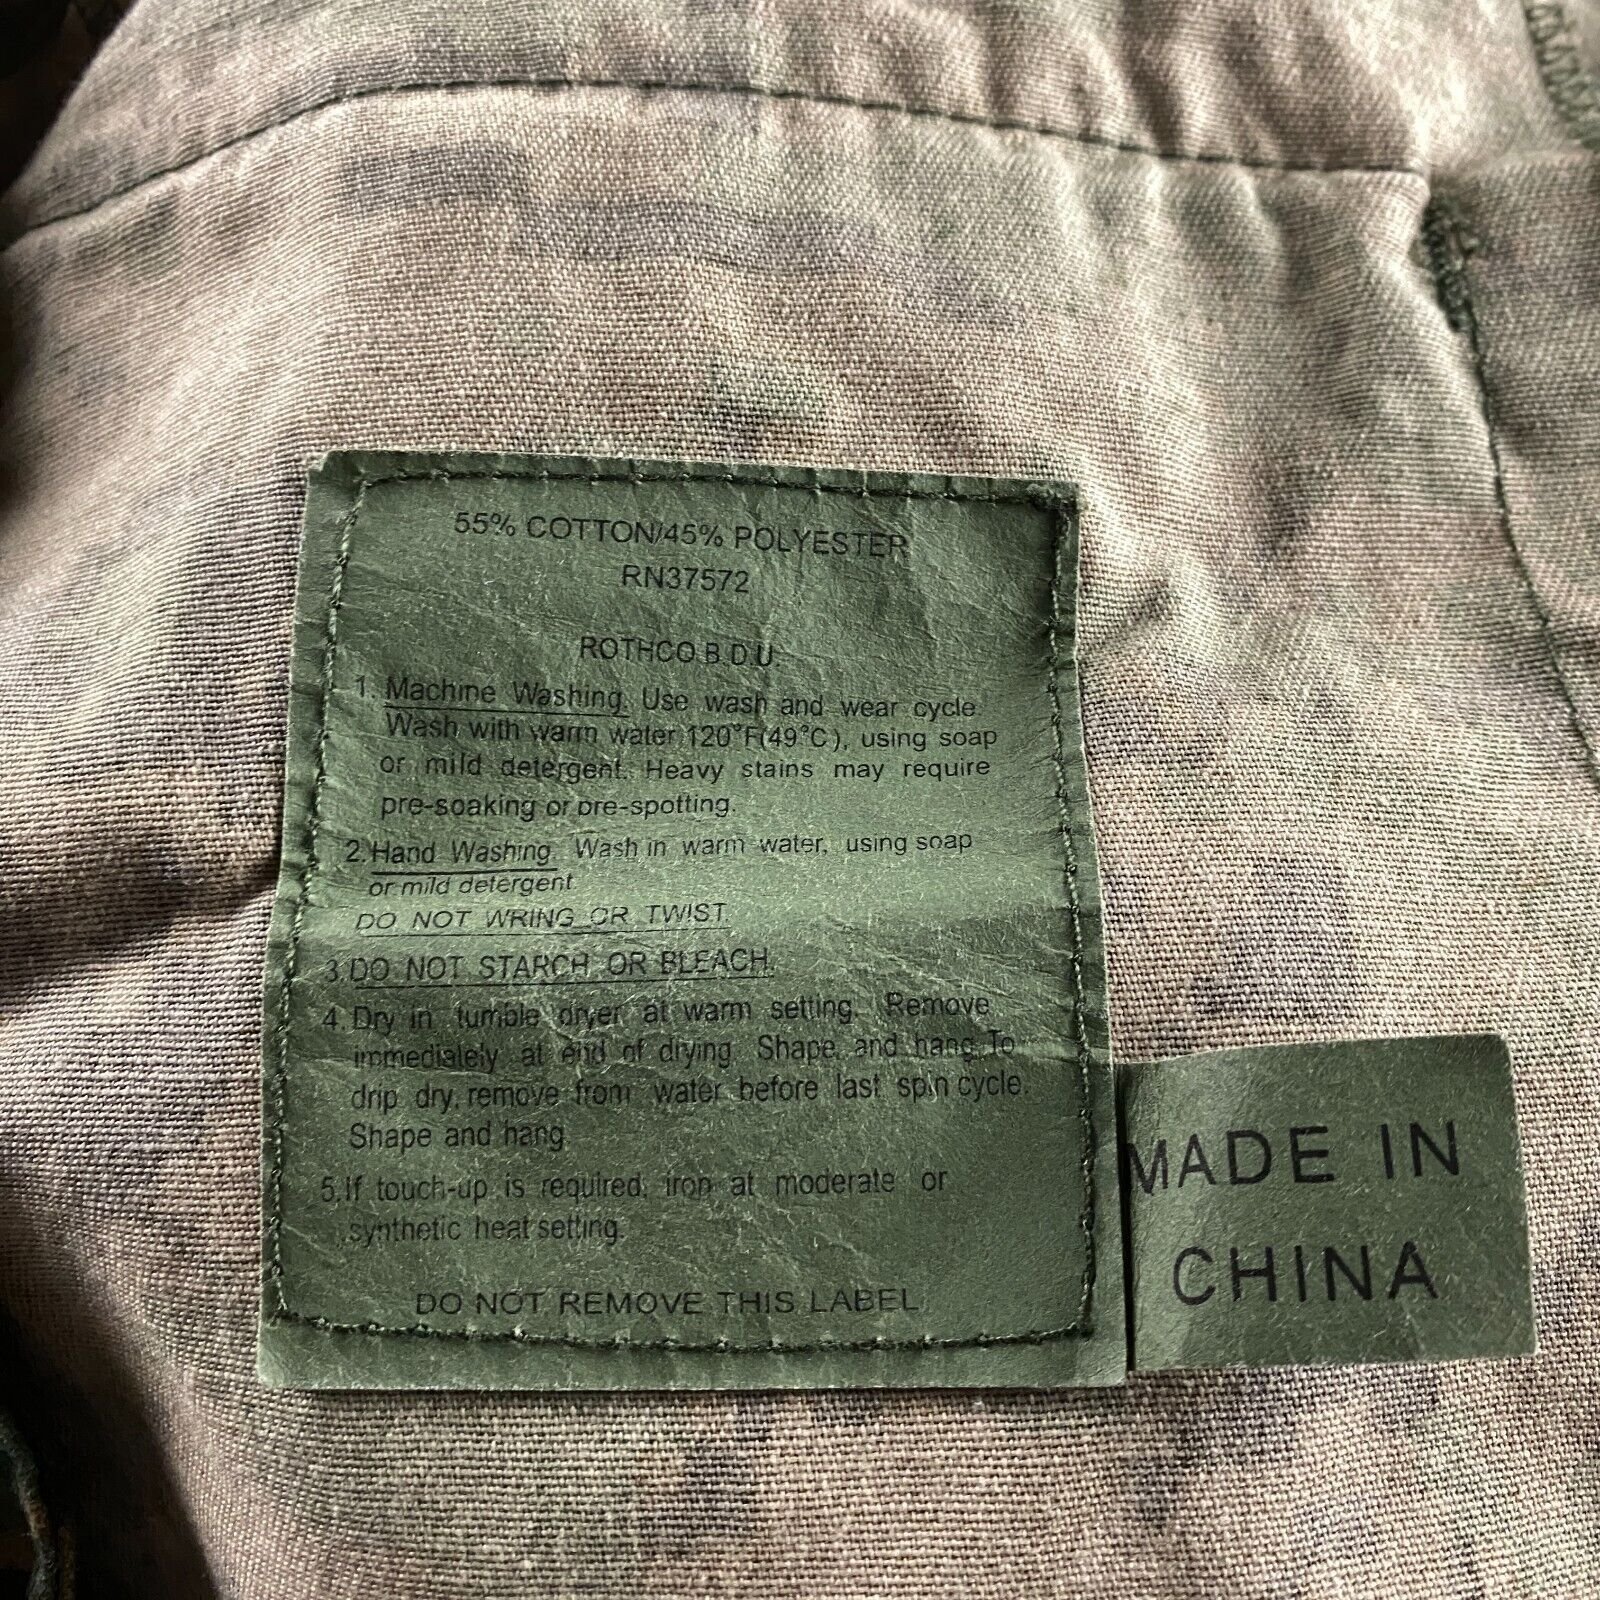 55% COTTON/45% POLYESTER
RN37572
ROTHCO B.D.U.
1. Machine Washing. Use wash and wear cycle
Wash with warm water 120°F(49°C), using soap
or mild detergent. Heavy stains may require
pre-soaking or pre-spotting.
2. Hand Washing. Wash in warm water, using soap
or mild detergent
DO NOT WRING OR TWIST.
3. DO NOT STARCH OR BLEACH.
4. Dry in tumble dryer at warm setting. Remove
immediately at end of drying. Shape and hang. To
drip dry, remove from water before last spin cycle.
Shape and hang.
5. If touch-up is required, iron at moderate or
synthetic heat setting.
DO NOT REMOVE THIS LABEL
MADE IN
CHINA